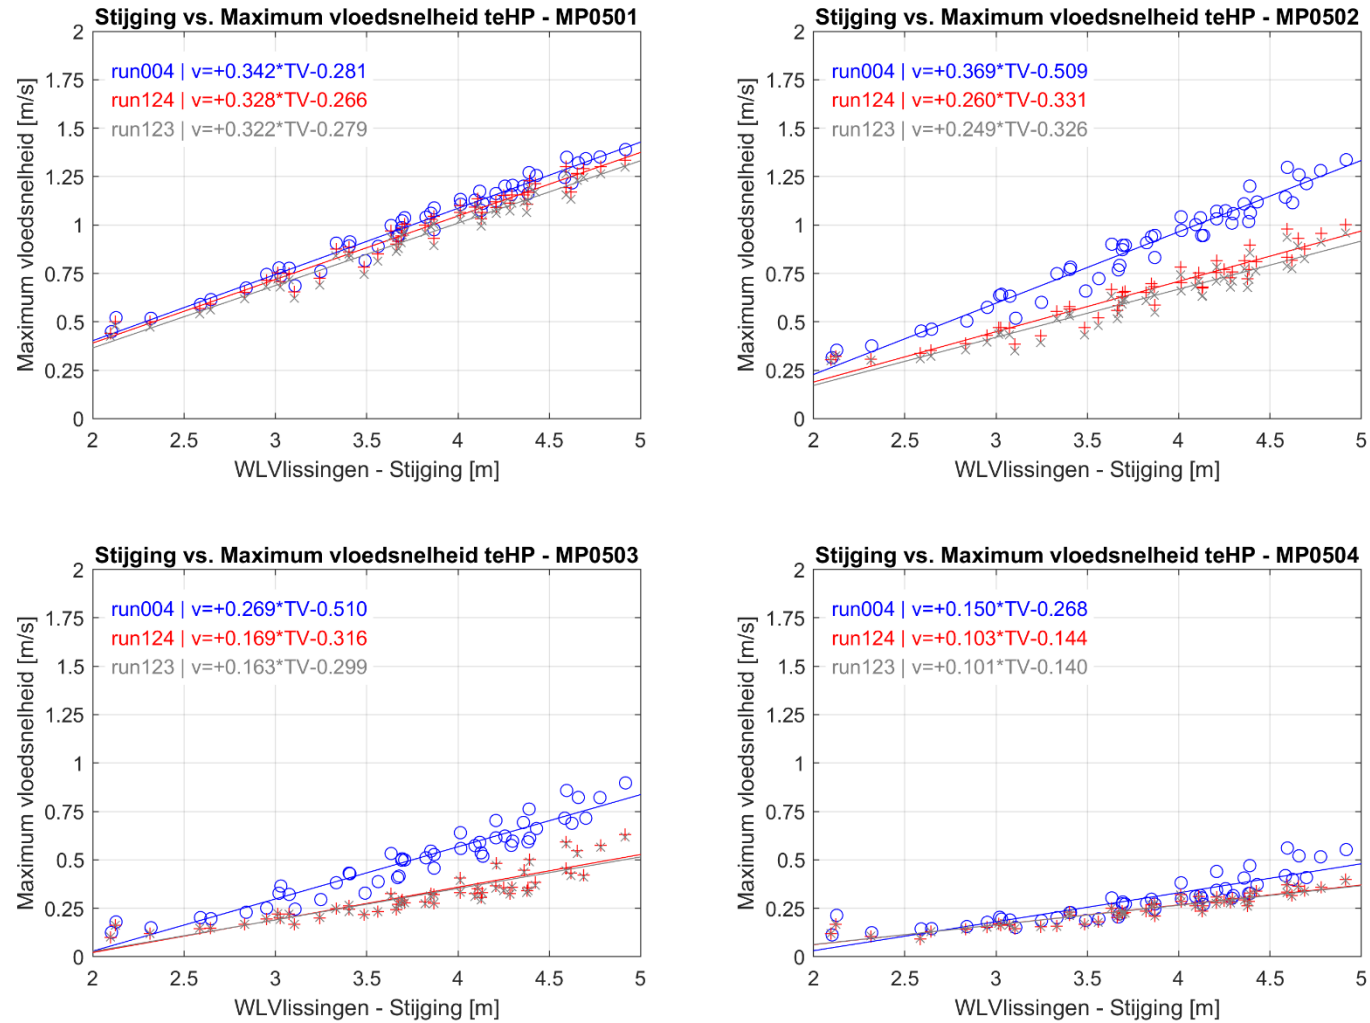 Stijging vs. Maximum vloedsnelheid teHP - MP0501
Maximum vloedsnelheid [m/s]
2
1.75
1.5
1.25
1
0.75
0.5
0.25
0
run004 | v=+0.342*TV-0.281
run124 | v=+0.328*TV-0.266
run123 | v=+0.322*TV-0.279
2 2.5 3 3.5 4 4.5 5
WLVlissingen - Stijging [m]
Stijging vs. Maximum vloedsnelheid teHP - MP0502
Maximum vloedsnelheid [m/s]
2
1.75
1.5
1.25
1
0.75
0.5
0.25
0
run004 | v=+0.369*TV-0.509
run124 | v=+0.260*TV-0.331
run123 | v=+0.249*TV-0.326
2 2.5 3 3.5 4 4.5 5
WLVlissingen - Stijging [m]
Stijging vs. Maximum vloedsnelheid teHP - MP0503
Maximum vloedsnelheid [m/s]
2
1.75
1.5
1.25
1
0.75
0.5
0.25
0
run004 | v=+0.269*TV-0.510
run124 | v=+0.169*TV-0.316
run123 | v=+0.163*TV-0.299
2 2.5 3 3.5 4 4.5 5
WLVlissingen - Stijging [m]
Stijging vs. Maximum vloedsnelheid teHP - MP0504
Maximum vloedsnelheid [m/s]
2
1.75
1.5
1.25
1
0.75
0.5
0.25
0
run004 | v=+0.150*TV-0.268
run124 | v=+0.103*TV-0.144
run123 | v=+0.101*TV-0.140
2 2.5 3 3.5 4 4.5 5
WLVlissingen - Stijging [m]